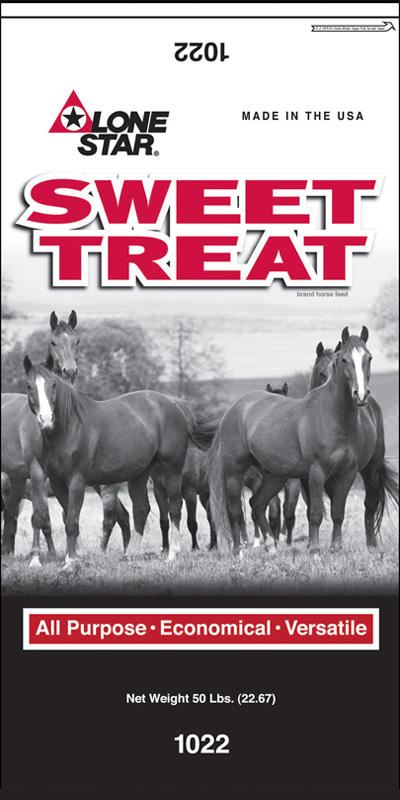 1022
LONE
STAR®
MADE IN THE USA
SWEET
TREAT
brand horse feed
All Purpose • Economical • Versatile
Net Weight 50 Lbs. (22.67)
1022